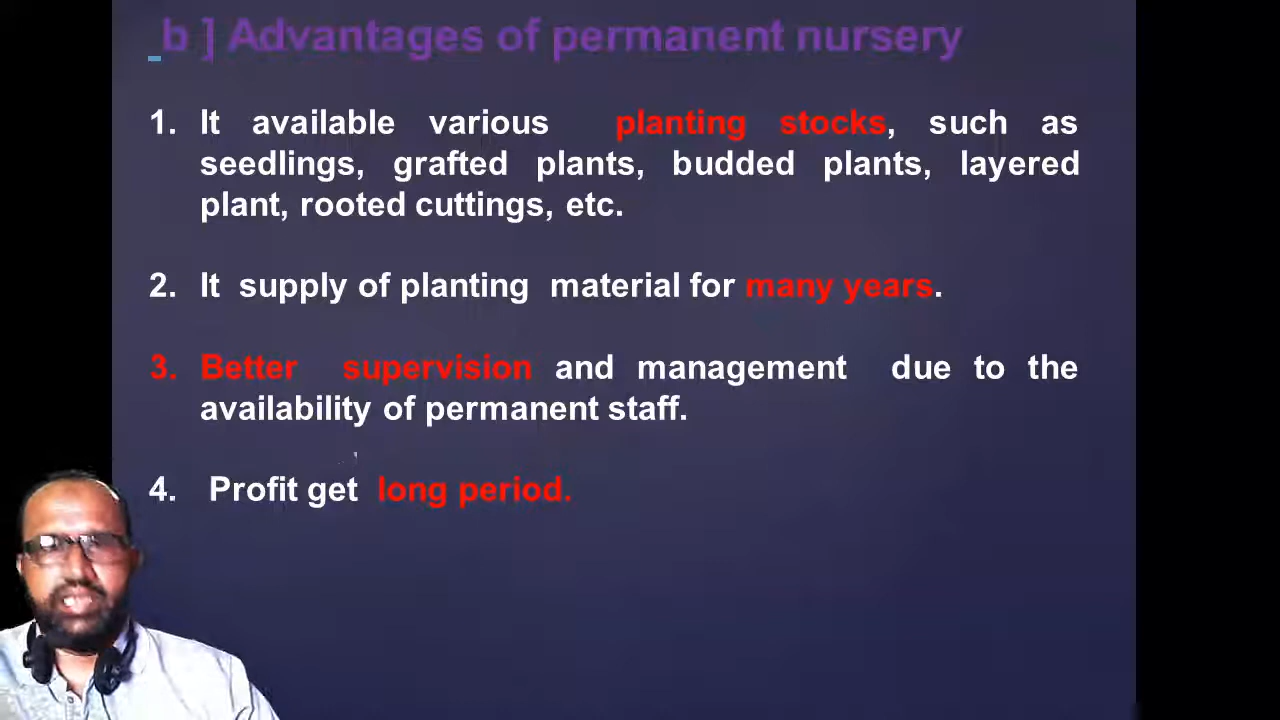 b ] Advantages of permanent nursery
1. It available various planting stocks, such as
seedlings, grafted plants, budded plants, layered
plant, rooted cuttings, etc.
2. It supply of planting material for many years.
3. Better supervision and management due to the
availability of permanent staff.
4. Profit get long period.